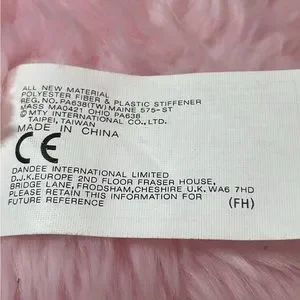 ALL NEW MATERIAL
POLYESTER FIBER & PLASTIC STIFFENER
REG. NO. PA638(TW) MAINE 575-ST
MASS MA0421 OHIO PA638
© MTY INTERNATIONAL CO., LTD.
TAIPEI, TAIWAN
MADE IN CHINA
CE
DANDEE INTERNATIONAL LIMITED
D.J.K.EUROPE 2ND FLOOR FRASER HOUSE,
BRIDGE LANE, FRODSHAM,CHESHIRE U.K. WA6 7HD
PLEASE RETAIN THIS INFORMATION FOR
FUTURE REFERENCE (FH)